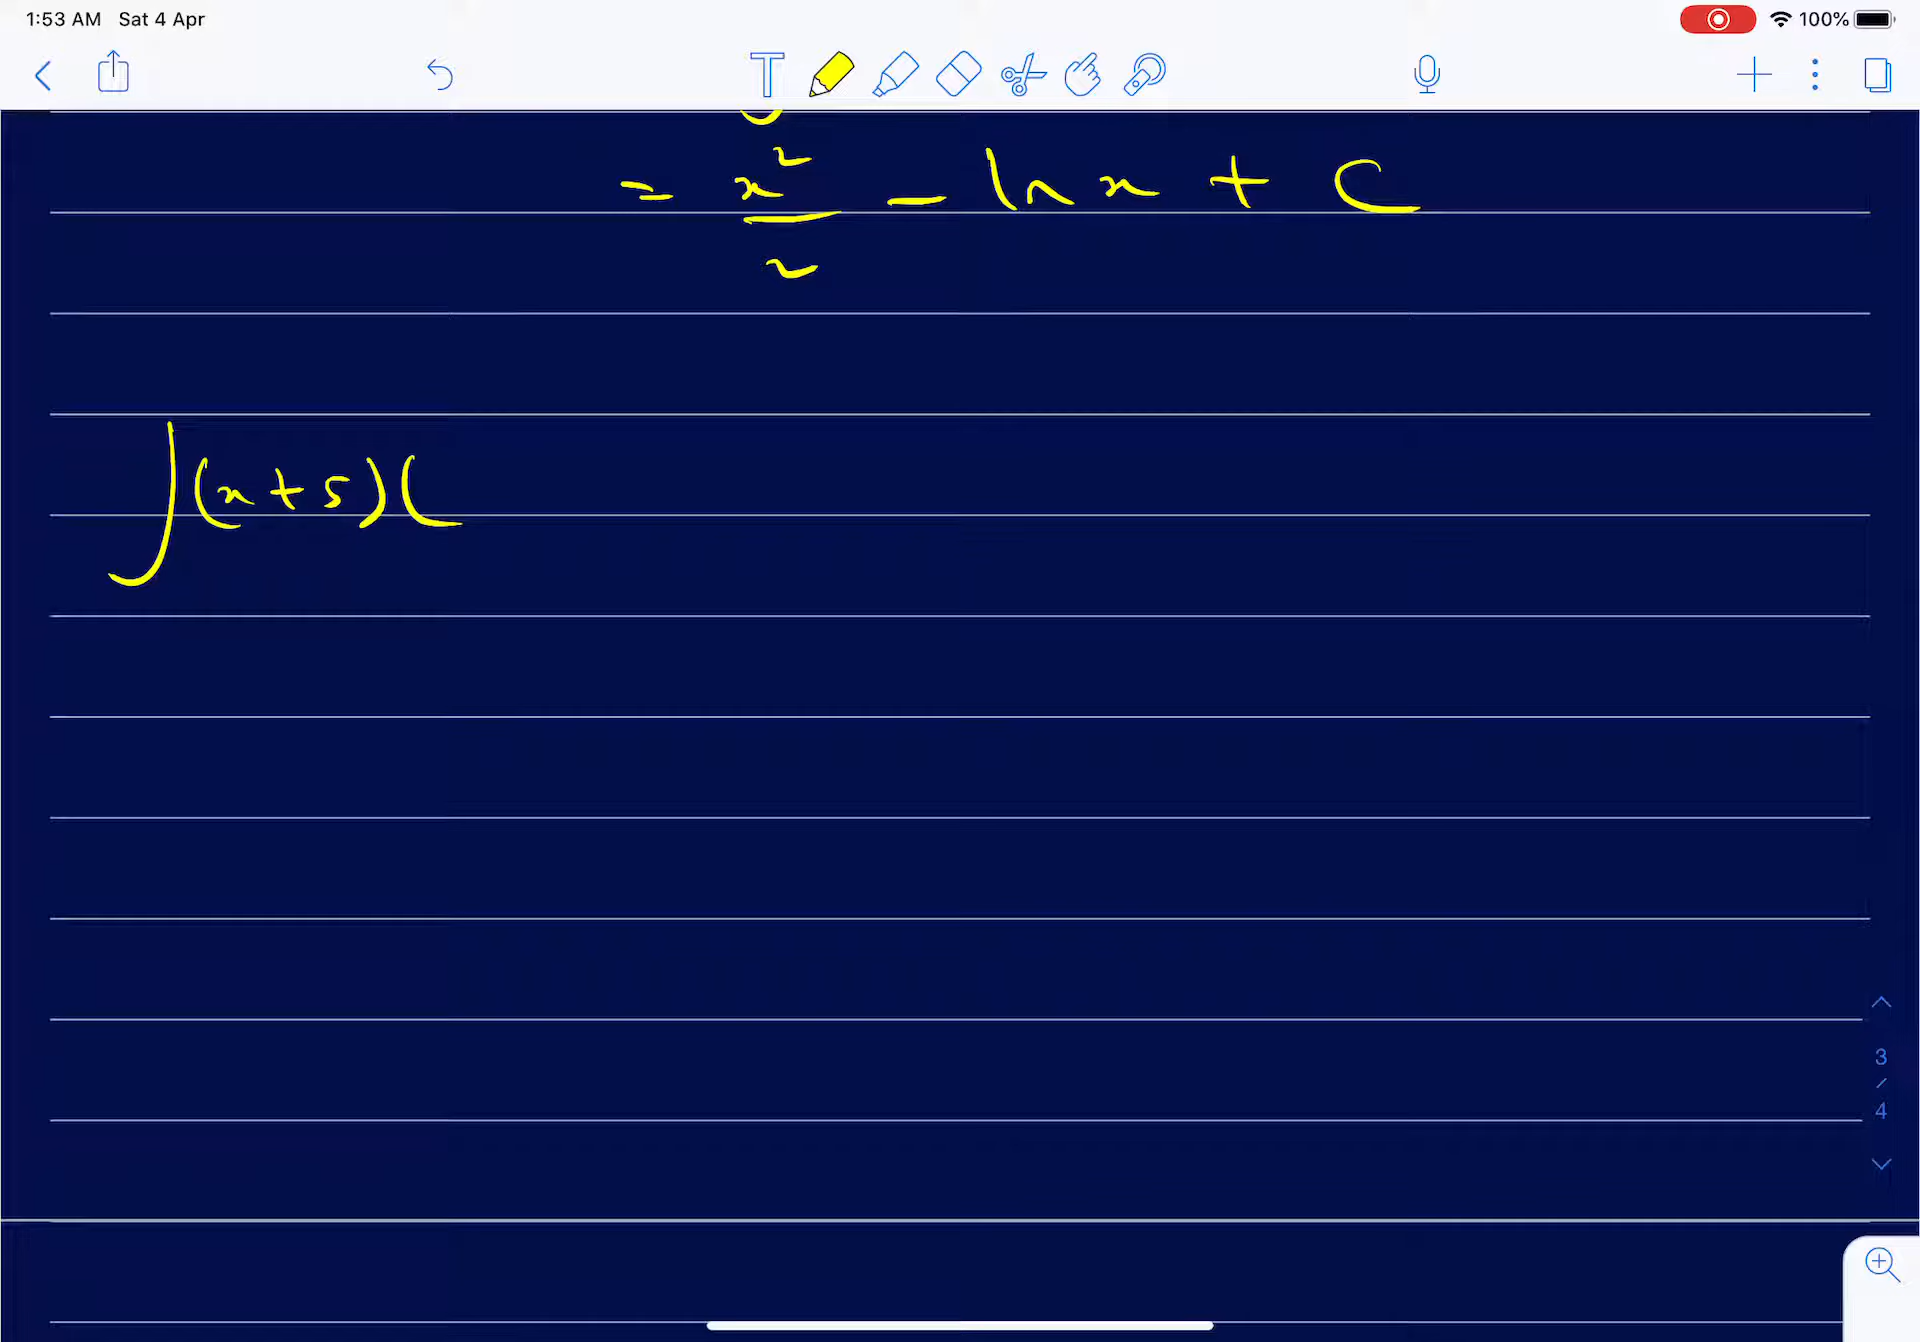 1:53 AM Sat 4 Apr
100%
T
= x²/2 - ln x + C
∫(x+5)(
3
/
4